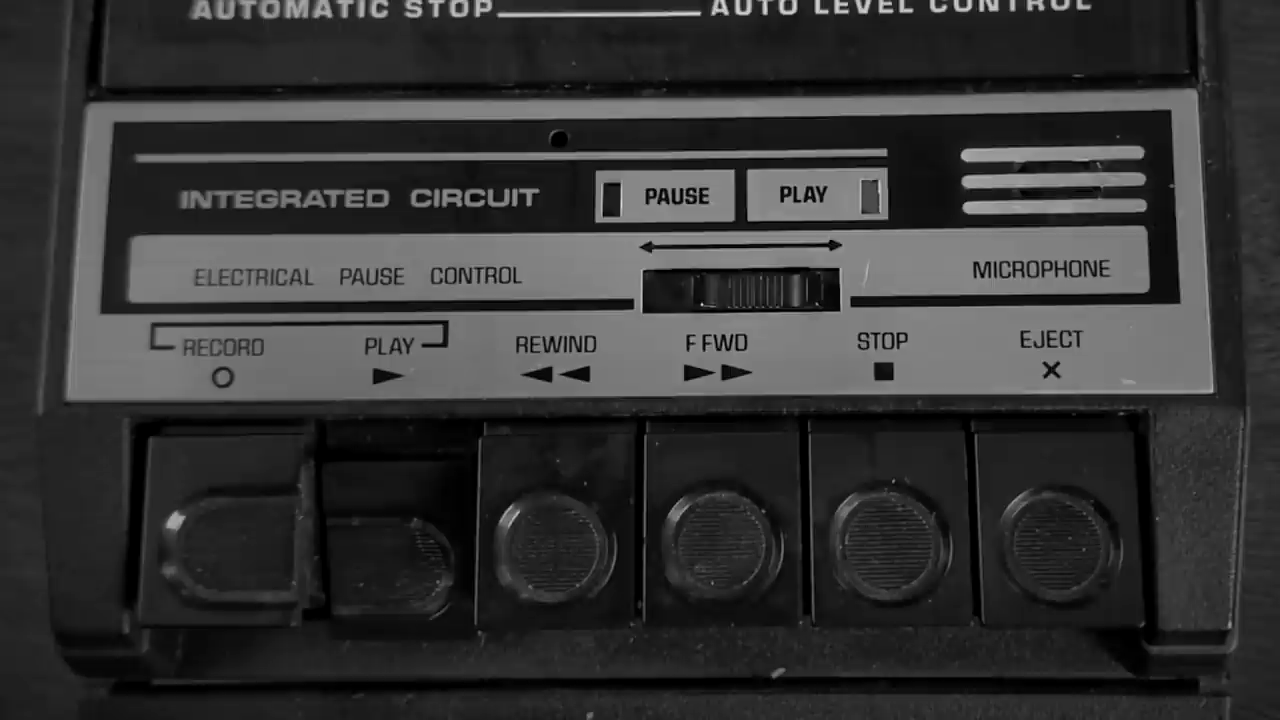 AUTOMATIC STOP AUTO LEVEL CONTROL
INTEGRATED CIRCUIT PAUSE PLAY
ELECTRICAL PAUSE CONTROL MICROPHONE
RECORD PLAY REWIND F FWD STOP EJECT